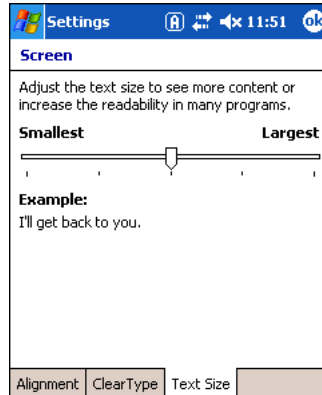 Settings A 11:51 ok
Screen
Adjust the text size to see more content or
increase the readability in many programs.
Smallest Largest
Example:
I'll get back to you.
Alignment ClearType Text Size